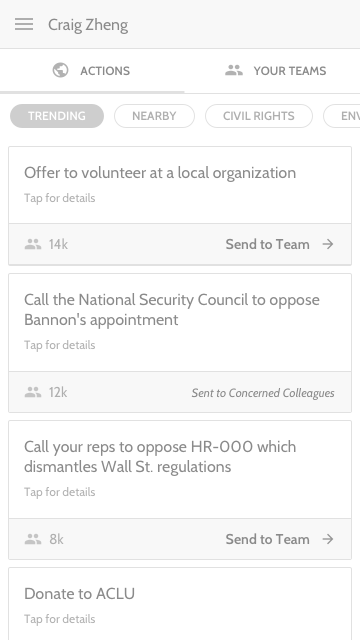 Craig Zheng
ACTIONS
YOUR TEAMS
TRENDING
NEARBY
CIVIL RIGHTS
ENV
Offer to volunteer at a local organization
Tap for details
14k
Send to Team
Call the National Security Council to oppose
Bannon's appointment
Tap for details
12k
Sent to Concerned Colleagues
Call your reps to oppose HR-000 which
dismantles Wall St. regulations
Tap for details
8k
Send to Team
Donate to ACLU
Tap for details